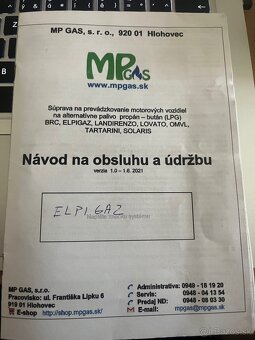 MP GAS, s. r. o., 920 01 Hlohovec
MP GAS
www.mpgas.sk
Súprava na prevádzkovanie motorových vozidiel
na alternatívne palivo propán – bután (LPG)
BRC, ELPIGAZ, LANDIRENZO, LOVATO, OMVL,
TARTARINI, SOLARIS
Návod na obsluhu a údržbu
verzia 1.0 – 1.6. 2021
ELPIGAZ
systému
MP GAS, s.r.o.
Pracovisko: ul. Františka Lipku 6
919 01 Hlohovec
E-shop http://shop.mpgas.sk/
Administratíva: 0949 - 18 19 20
Servis: 0948 - 04 13 54
Predaj ND: 0948 - 08 03 30
E-mail: mpgas@mpgas.sk